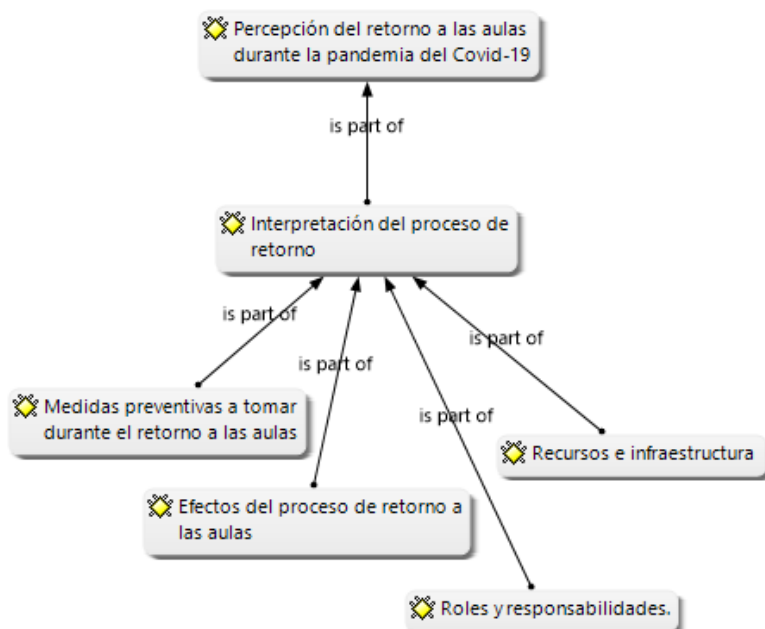 Percepción del retorno a las aulas
durante la pandemia del Covid-19
is part of
Interpretación del proceso de
retorno
is part of
is part of
is part of
is part of
Medidas preventivas a tomar
durante el retorno a las aulas
Recursos e infraestructura
Efectos del proceso de retorno a
las aulas
Roles y responsabilidades.